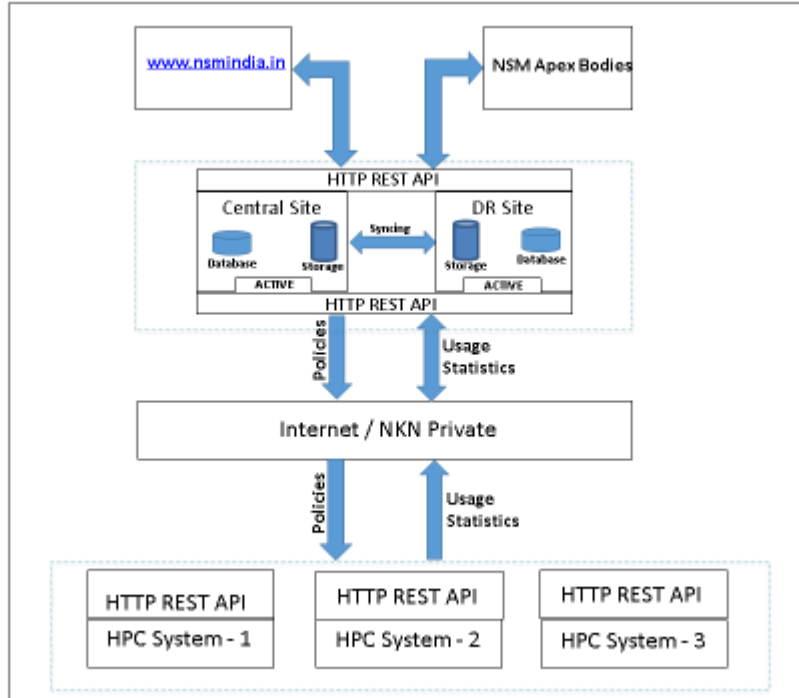 www.nsmindia.in
NSM Apex Bodies
HTTP REST API
Central Site
DR Site
Syncing
Database
Storage
Storage
Database
ACTIVE
ACTIVE
HTTP REST API
Policies
Usage
Statistics
Internet / NKN Private
Policies
Usage
Statistics
HTTP REST API
HTTP REST API
HTTP REST API
HPC System - 1
HPC System - 2
HPC System - 3